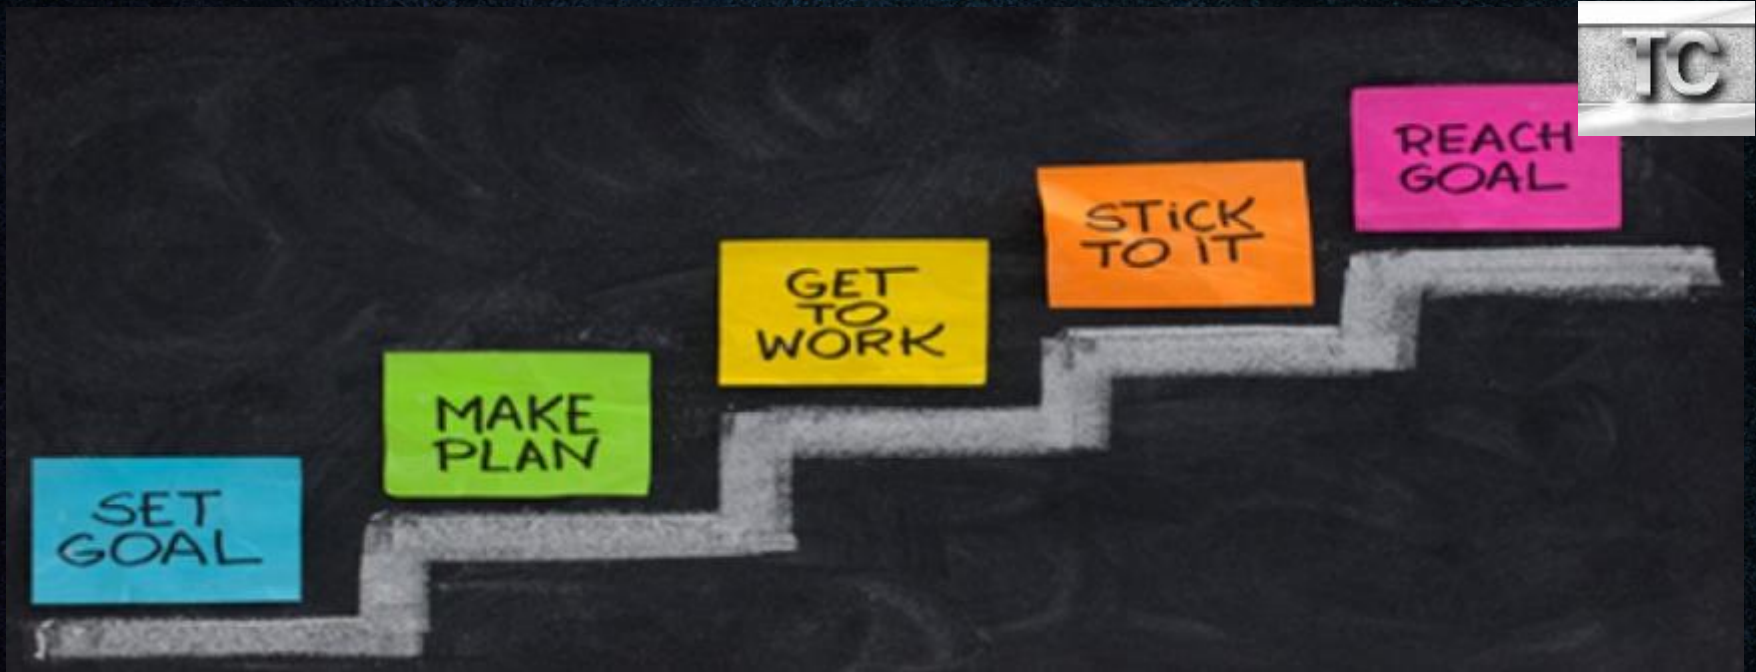 SET
GOAL
MAKE
PLAN
GET
TO
WORK
STiCK
TO iT
REACH
GOAL
TC